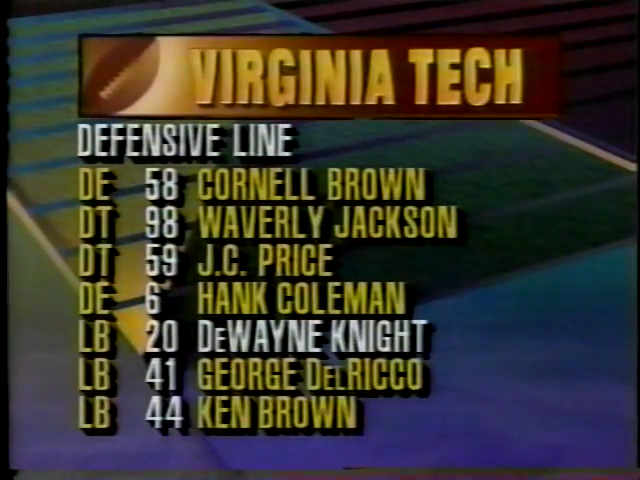 VIRGINIA TECH
DEFENSIVE LINE
DE 58 CORNELL BROWN
DT 98 WAVERLY JACKSON
DT 59 J.C. PRICE
DE 6 HANK COLEMAN
LB 20 DEWAYNE KNIGHT
LB 41 GEORGE DELRICCO
LB 44 KEN BROWN